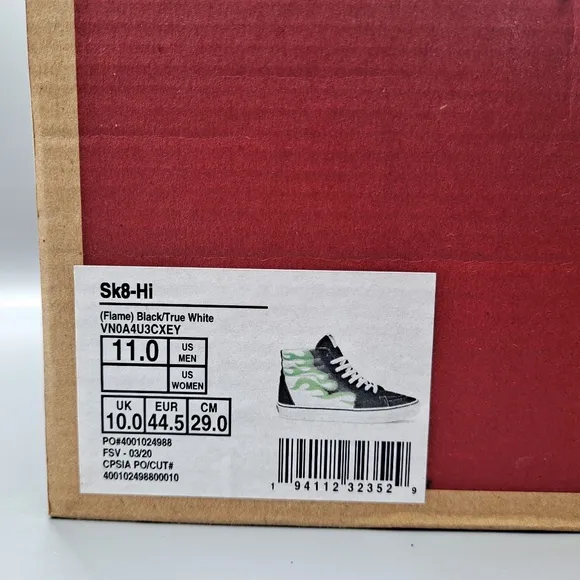 Sk8-Hi
(Flame) Black/True White
VN0A4U3CXEY
11.0 US MEN
US WOMEN
UK EUR CM
10.0 44.5 29.0
PO#4001024988
FSV - 03/20
CPSIA PO/CUT#
400102498800010
1 94112 32352 9